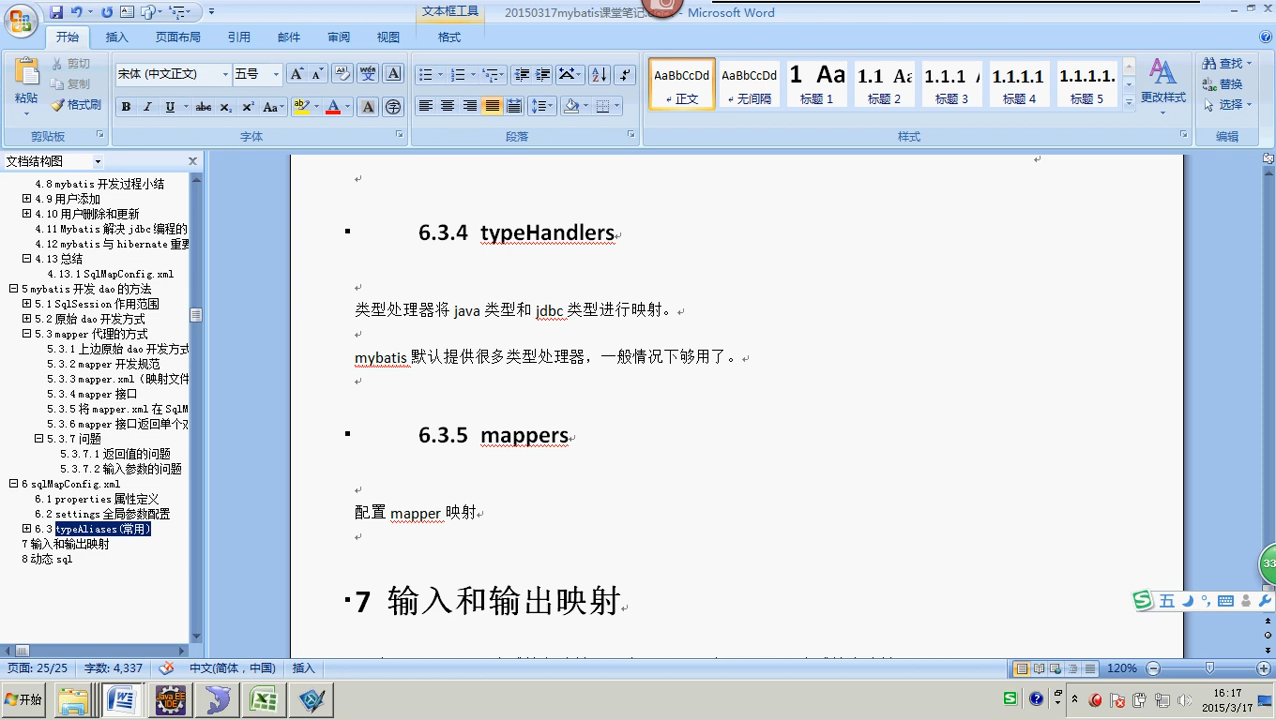 文本框工具
20150317mybatis课堂笔记
- Microsoft Word
开始 插入 页面布局 引用 邮件 审阅 视图 格式
粘贴
剪切
复制
格式刷
剪贴板
宋体 (中文正文) 五号
字体
段落
AaBbCcDd AaBbCcDd 1 Aa 1.1 Aa 1.1.1 1.1.1.1 1.1.1.1.
正文 无间隔 标题 1 标题 2 标题 3 标题 4 标题 5
更改样式
样式
查找
替换
选择
编辑
文档结构图
4.8 mybatis 开发过程小结
4.9 用户添加
4.10 用户删除和更新
4.11 Mybatis 解决 jdbc 编程的
4.12 mybatis 与 hibernate 重要
4.13 总结
4.13.1 SqlMapConfig.xml
5 mybatis 开发 dao 的方法
5.1 SqlSession 作用范围
5.2 原始 dao 开发方式
5.3 mapper 代理的方式
5.3.1 上边原始 dao 开发方式
5.3.2 mapper 开发规范
5.3.3 mapper.xml（映射文件
5.3.4 mapper 接口
5.3.5 将 mapper.xml 在 SqlM
5.3.6 mapper 接口返回单个对
5.3.7 问题
5.3.7.1 返回值的问题
5.3.7.2 输入参数的问题
6 sqlMapConfig.xml
6.1 properties 属性定义
6.2 settings 全局参数配置
6.3 typeAliases(常用)
7 输入和输出映射
8 动态 sql
6.3.4 typeHandlers
类型处理器将 java 类型和 jdbc 类型进行映射。
mybatis 默认提供很多类型处理器，一般情况下够用了。
6.3.5 mappers
配置 mapper 映射
7 输入和输出映射
33
五
页面: 25/25 字数: 4,337 中文(简体，中国) 插入 120%
开始
16:17
2015/3/17